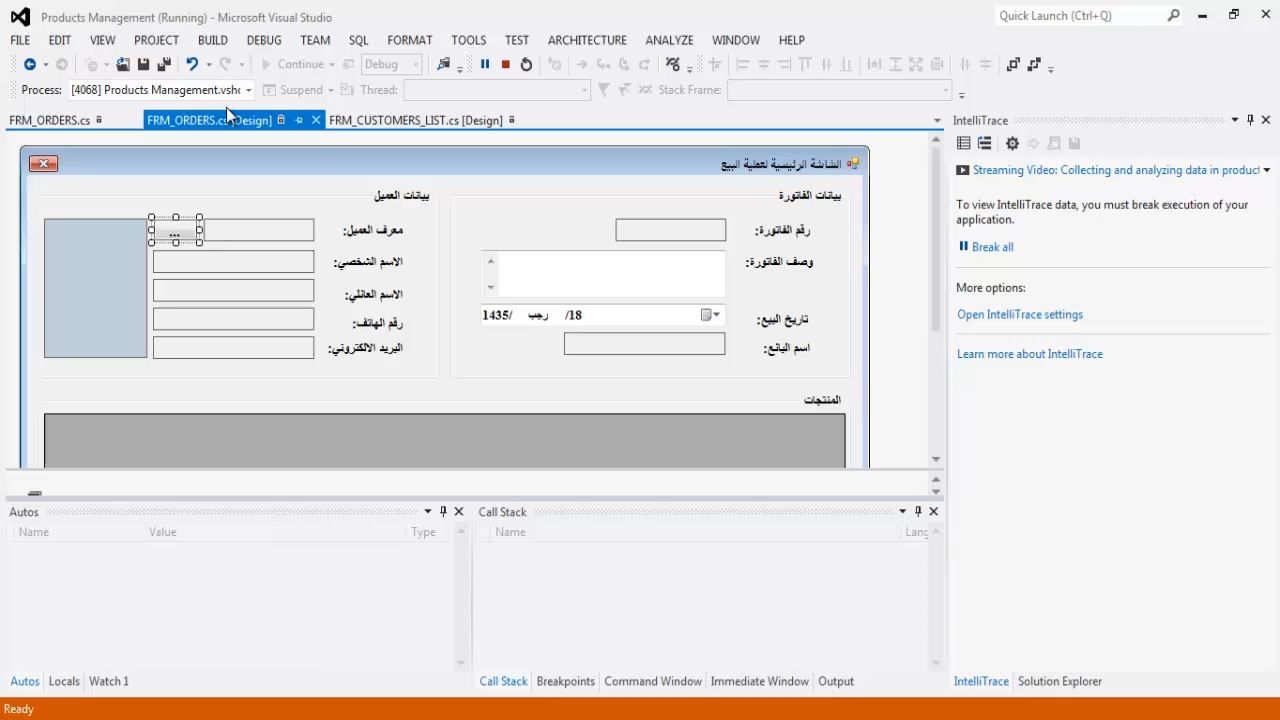 Products Management (Running) - Microsoft Visual Studio
Quick Launch (Ctrl+Q)
FILE EDIT VIEW PROJECT BUILD DEBUG TEAM SQL FORMAT TOOLS TEST ARCHITECTURE ANALYZE WINDOW HELP
Continue Debug
Process: [4068] Products Management.vsho Suspend Thread: Stack Frame:
FRM_ORDERS.cs FRM_ORDERS.cs [Design] FRM_CUSTOMERS_LIST.cs [Design]
IntelliTrace
الشاشة الرئيسية لعملية البيع
بيانات الفاتورة
رقم الفاتورة:
وصف الفاتورة:
تاريخ البيع:
18/ رجب /1435
اسم البائع:
بيانات العميل
معرف العميل:
...
الاسم الشخصي:
الاسم العائلي:
رقم الهاتف:
البريد الالكتروني:
المنتجات
Streaming Video: Collecting and analyzing data in product
To view IntelliTrace data, you must break execution of your
application.
Break all
More options:
Open IntelliTrace settings
Learn more about IntelliTrace
Autos
Name Value Type
Call Stack
Name Lang
Autos Locals Watch 1
Call Stack Breakpoints Command Window Immediate Window Output
IntelliTrace Solution Explorer
Ready